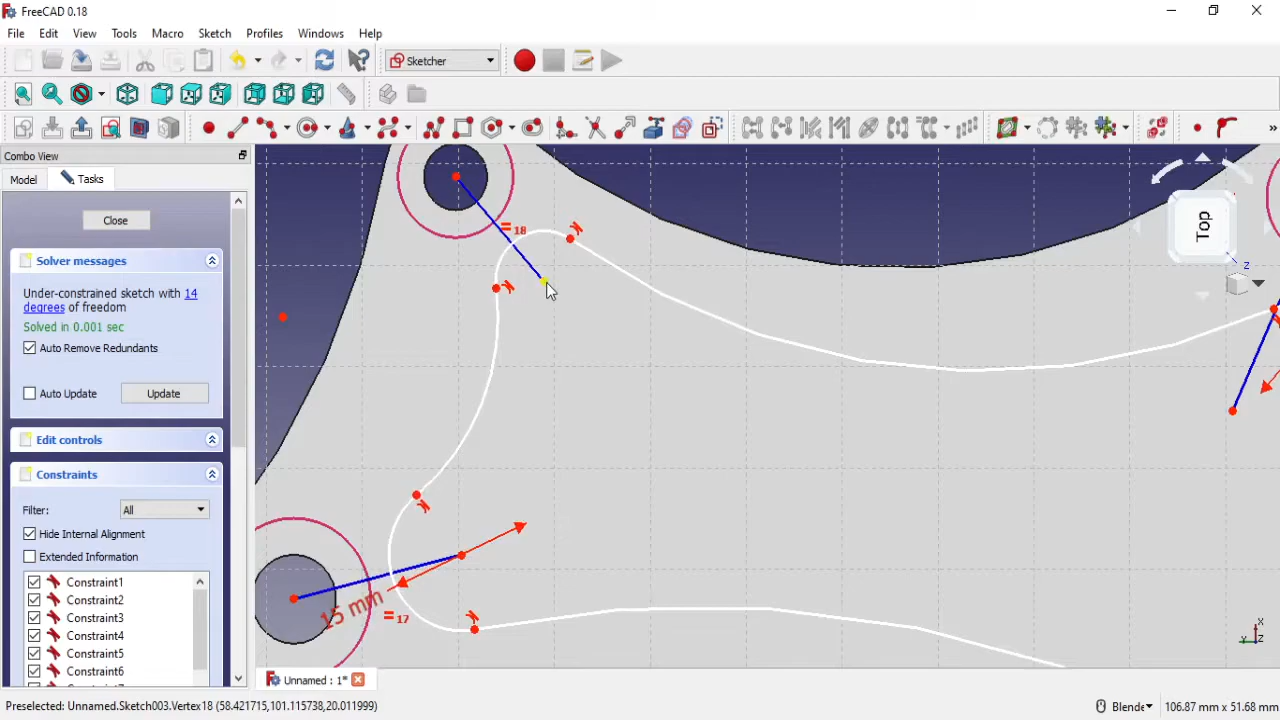 FreeCAD 0.18
File Edit View Tools Macro Sketch Profiles Windows Help
Sketcher
Combo View
Model Tasks
Close
Solver messages
Under-constrained sketch with 14
degrees of freedom
Solved in 0.001 sec
Auto Remove Redundants
Auto Update Update
Edit controls
Constraints
Filter: All
Hide Internal Alignment
Extended Information
Constraint1
Constraint2
Constraint3
Constraint4
Constraint5
Constraint6
18
15 mm
17
Top
Z
X
Y
Z
Unnamed : 1*
Preselected: Unnamed.Sketch003.Vertex18 (58.421715,101.115738,20.011999)
Blende
106.87 mm x 51.68 mm